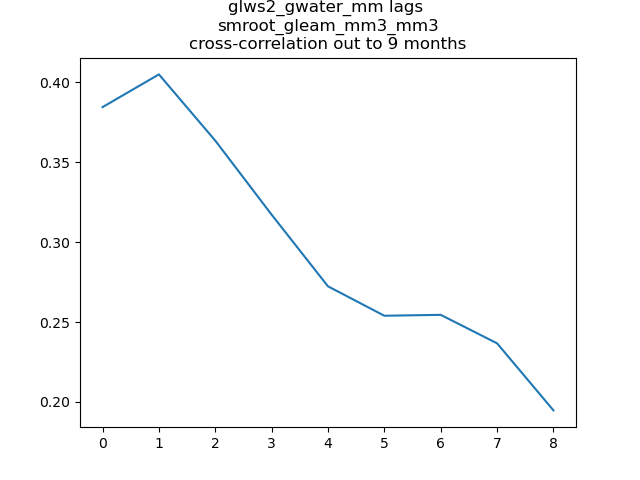 glws2_gwater_mm lags
smroot_gleam_mm3_mm3
cross-correlation out to 9 months
0.40
0.35
0.30
0.25
0.20
0 1 2 3 4 5 6 7 8